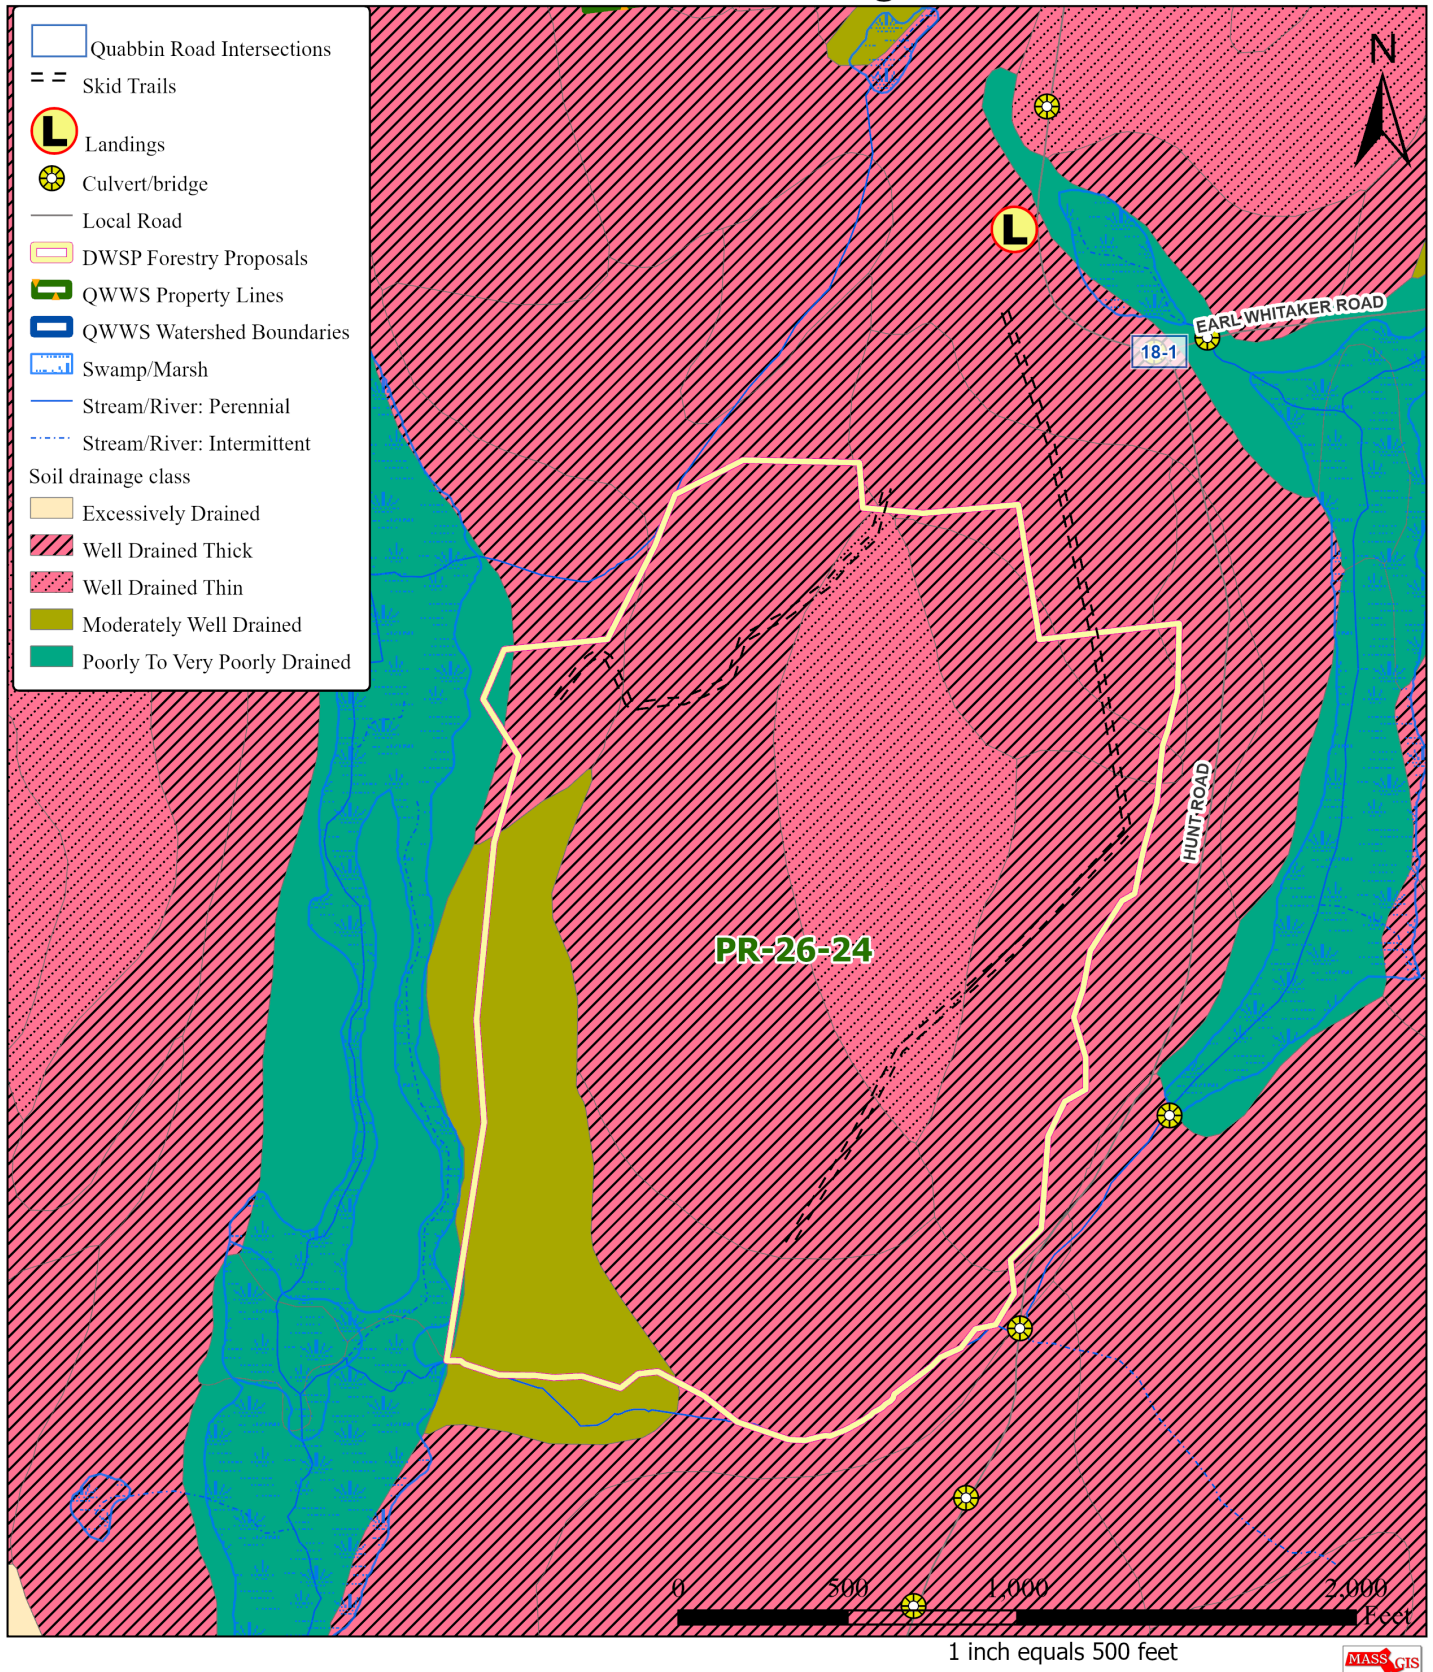 Quabbin Road Intersections
Skid Trails
L
Landings
Culvert/bridge
Local Road
DWSP Forestry Proposals
QWWS Property Lines
QWWS Watershed Boundaries
Swamp/Marsh
Stream/River: Perennial
Stream/River: Intermittent
Soil drainage class
Excessively Drained
Well Drained Thick
Well Drained Thin
Moderately Well Drained
Poorly To Very Poorly Drained
N
L
EARL WHITAKER ROAD
18-1
HUNT ROAD
PR-26-24
0 500 1,000 2,000
Feet
1 inch equals 500 feet
MASS GIS